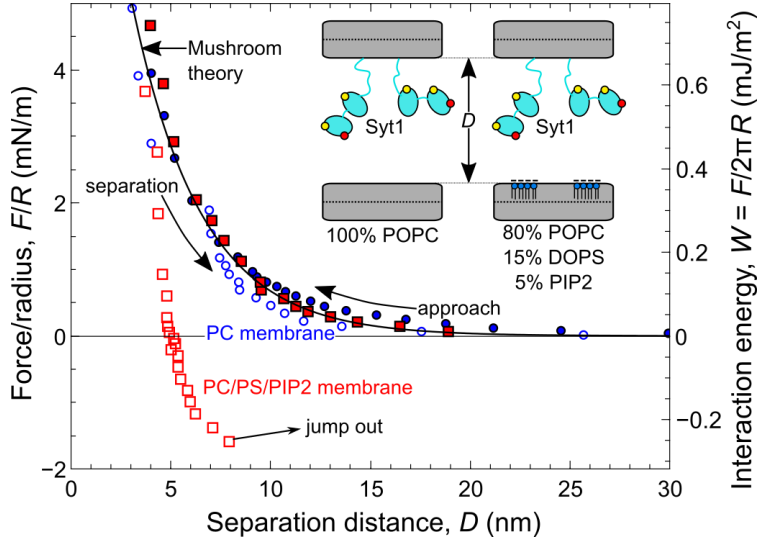 Force/radius, F/R (mN/m)
4
2
0
−2
0
5
10
15
20
25
30
Separation distance, D (nm)
Interaction energy, W = F/2π R (mJ/m²)
0.6
0.4
0.2
0
−0.2
Mushroom
theory
separation
approach
PC membrane
PC/PS/PIP2 membrane
jump out
Syt1
D
Syt1
100% POPC
80% POPC
15% DOPS
5% PIP2